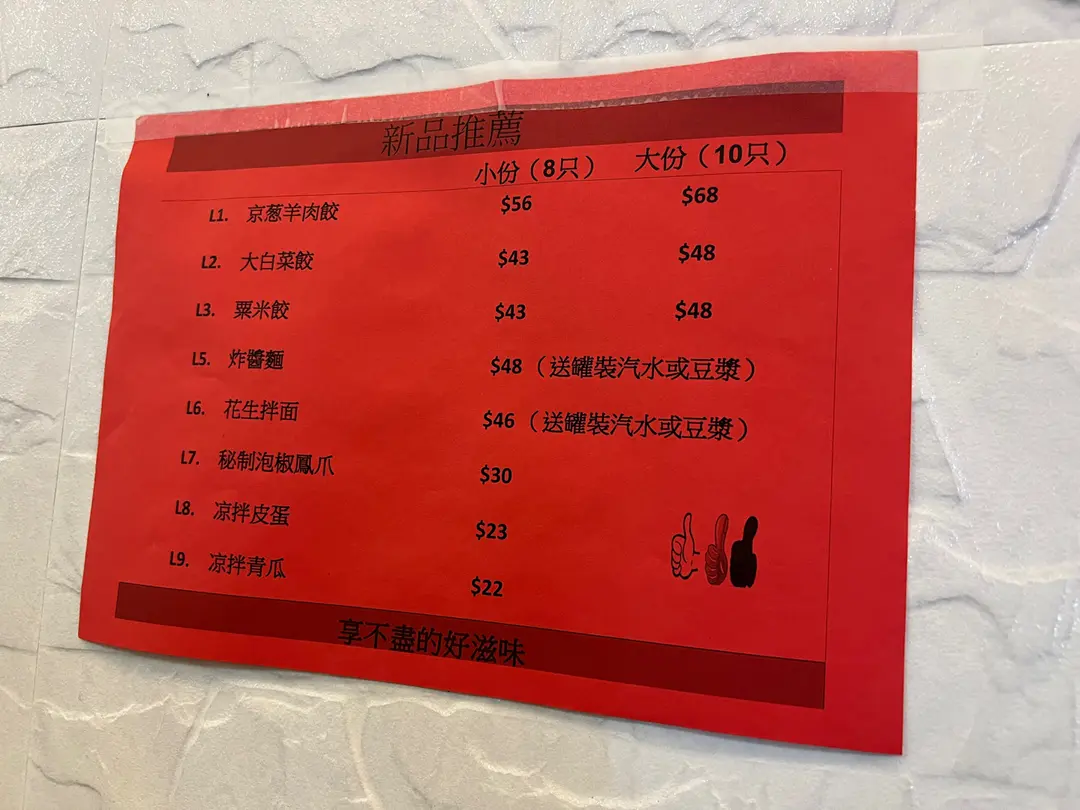 新品推薦
小份（8只） 大份（10只）
L1. 京葱羊肉餃 $56 $68
L2. 大白菜餃 $43 $48
L3. 粟米餃 $43 $48
L5. 炸醬麵 $48（送罐裝汽水或豆漿）
L6. 花生拌面 $46（送罐裝汽水或豆漿）
L7. 秘制泡椒鳳爪 $30
L8. 凉拌皮蛋 $23
L9. 凉拌青瓜 $22
享不盡的好滋味